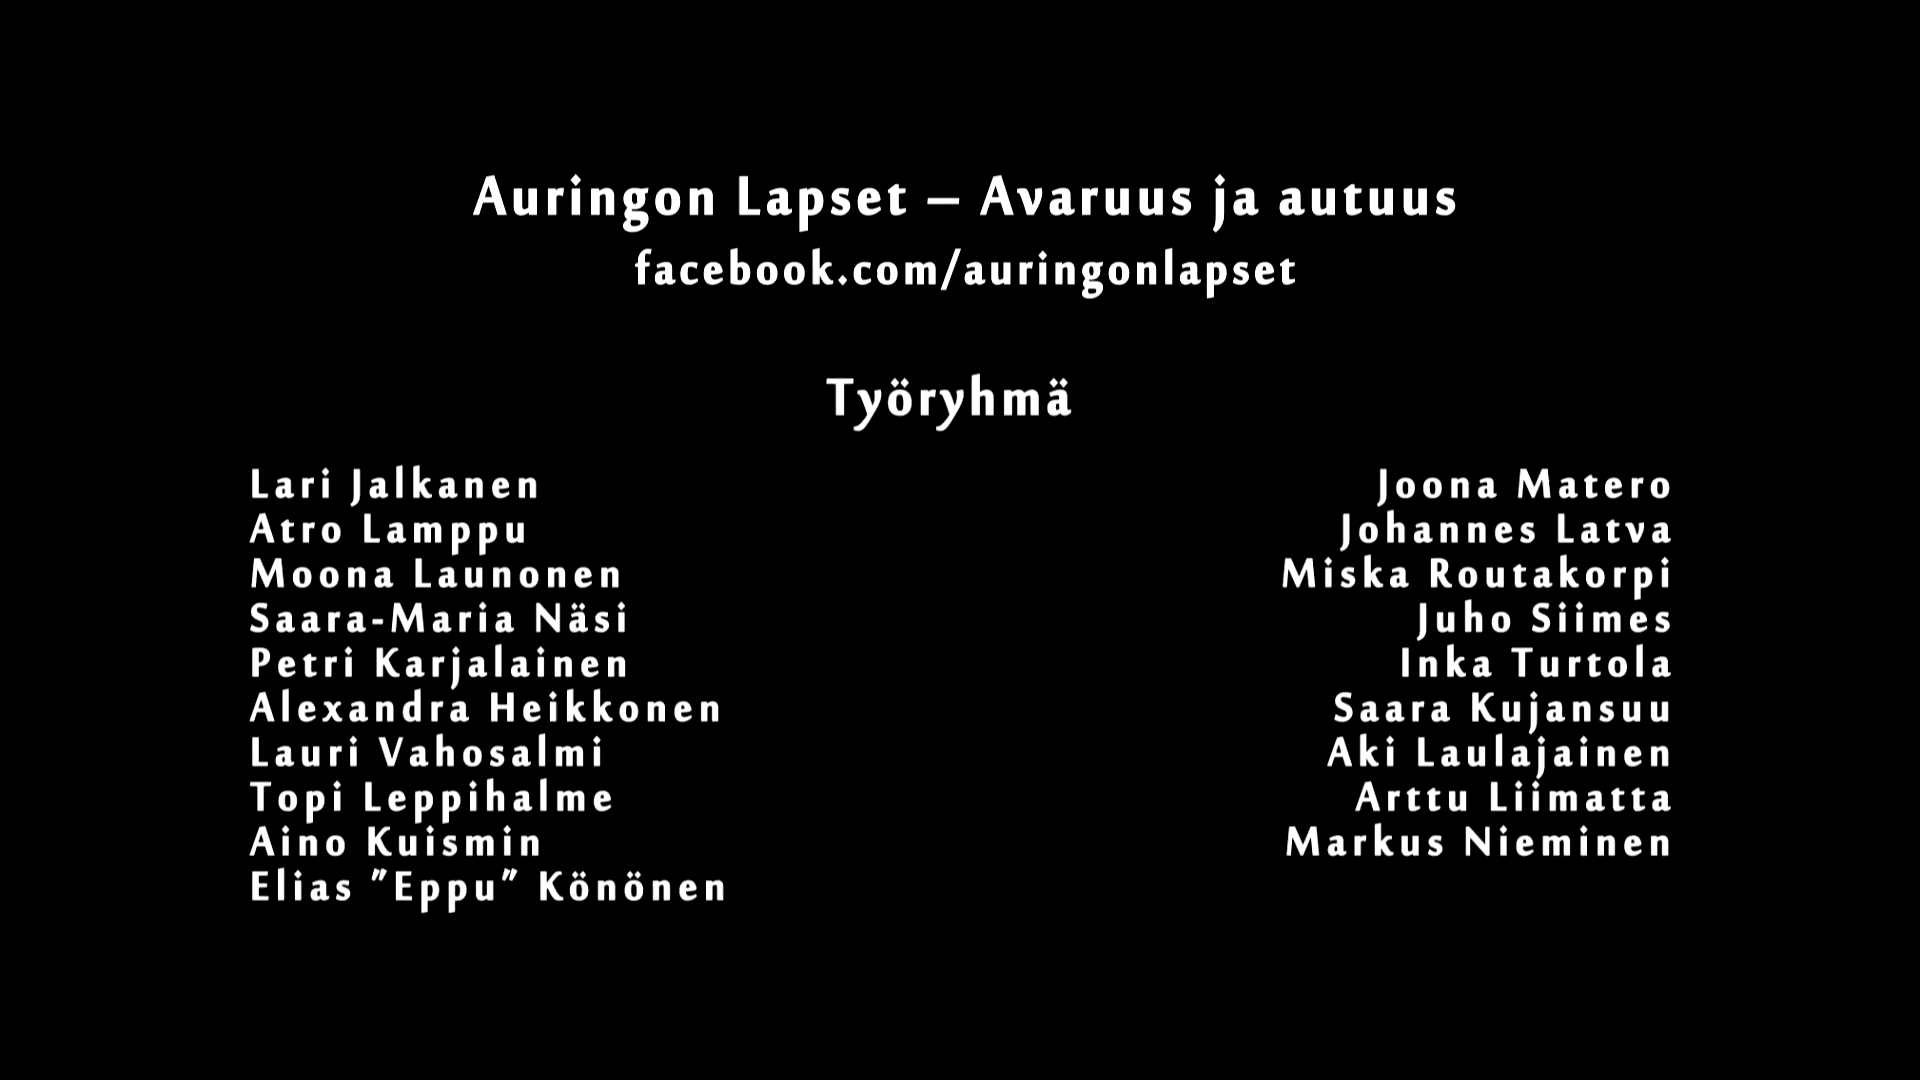 Auringon Lapset – Avaruus ja autuus
facebook.com/auringonlapset
Työryhmä
Lari Jalkanen
Atro Lamppu
Moona Launonen
Saara-Maria Näsi
Petri Karjalainen
Alexandra Heikkonen
Lauri Vahosalmi
Topi Leppihalme
Aino Kuismin
Elias ”Eppu” Könönen
Joona Matero
Johannes Latva
Miska Routakorpi
Juho Siimes
Inka Turtola
Saara Kujansuu
Aki Laulajainen
Arttu Liimatta
Markus Nieminen